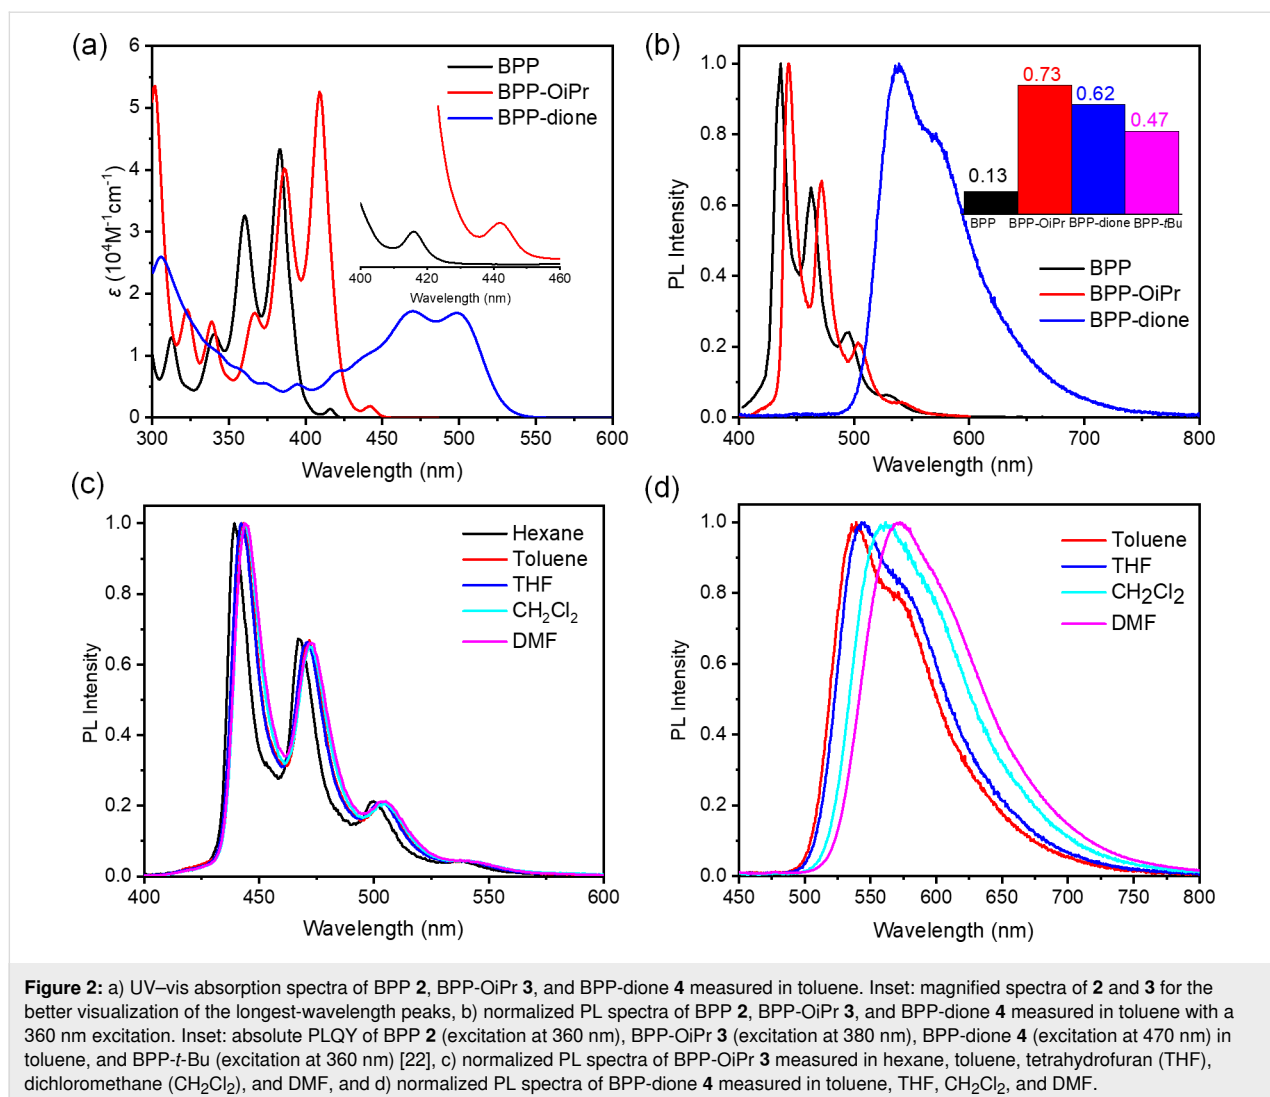 (a)
6
5
4
3
2
1
0
ε (10⁴M⁻¹cm⁻¹)
BPP
BPP-OiPr
BPP-dione
400 420 440 460
Wavelength (nm)
300 350 400 450 500 550 600
Wavelength (nm)
(b)
1.0
0.8
0.6
0.4
0.2
0.0
PL Intensity
0.13
0.73
0.62
0.47
BPP BPP-OiPr BPP-dione BPP-tBu
BPP
BPP-OiPr
BPP-dione
400 500 600 700 800
Wavelength (nm)
(c)
1.0
0.8
0.6
0.4
0.2
0.0
PL Intensity
Hexane
Toluene
THF
CH₂Cl₂
DMF
400 450 500 550 600
Wavelength (nm)
(d)
1.0
0.8
0.6
0.4
0.2
0.0
PL Intensity
Toluene
THF
CH₂Cl₂
DMF
450 500 550 600 650 700 750 800
Wavelength (nm)
Figure 2: a) UV–vis absorption spectra of BPP 2, BPP-OiPr 3, and BPP-dione 4 measured in toluene. Inset: magnified spectra of 2 and 3 for the
better visualization of the longest-wavelength peaks, b) normalized PL spectra of BPP 2, BPP-OiPr 3, and BPP-dione 4 measured in toluene with a
360 nm excitation. Inset: absolute PLQY of BPP 2 (excitation at 360 nm), BPP-OiPr 3 (excitation at 380 nm), BPP-dione 4 (excitation at 470 nm) in
toluene, and BPP-t-Bu (excitation at 360 nm) [22], c) normalized PL spectra of BPP-OiPr 3 measured in hexane, toluene, tetrahydrofuran (THF),
dichloromethane (CH₂Cl₂), and DMF, and d) normalized PL spectra of BPP-dione 4 measured in toluene, THF, CH₂Cl₂, and DMF.